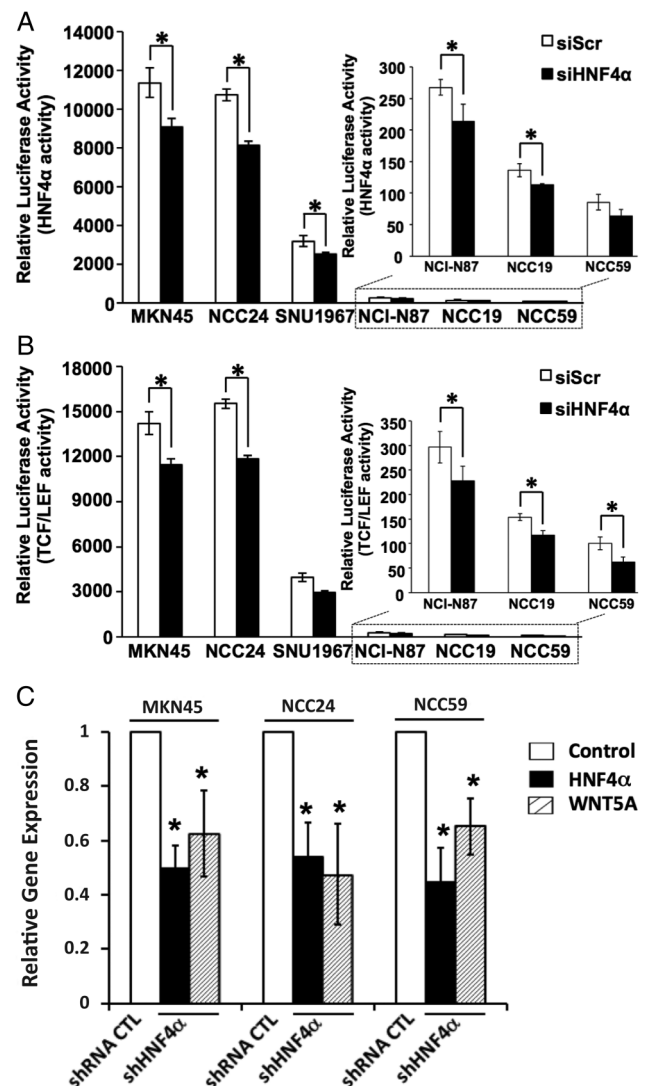 A
Relative Luciferase Activity
(HNF4α activity)
14000
12000
10000
8000
6000
4000
2000
0
* * *
MKN45 NCC24 SNU1967 NCI-N87 NCC19 NCC59
Relative Luciferase Activity
(HNF4α activity)
300
250
200
150
100
50
0
* *
siScr
siHNF4α
NCI-N87 NCC19 NCC59
B
Relative Luciferase Activity
(TCF/LEF activity)
18000
15000
12000
9000
6000
3000
0
* *
MKN45 NCC24 SNU1967 NCI-N87 NCC19 NCC59
Relative Luciferase Activity
(TCF/LEF activity)
350
300
250
200
150
100
50
0
* * *
siScr
siHNF4α
NCI-N87 NCC19 NCC59
C
Relative Gene Expression
1
0.8
0.6
0.4
0.2
0
MKN45 NCC24 NCC59
* * * * * *
Control
HNF4α
WNT5A
shRNA CTL shHNF4α shRNA CTL shHNF4α shRNA CTL shHNF4α